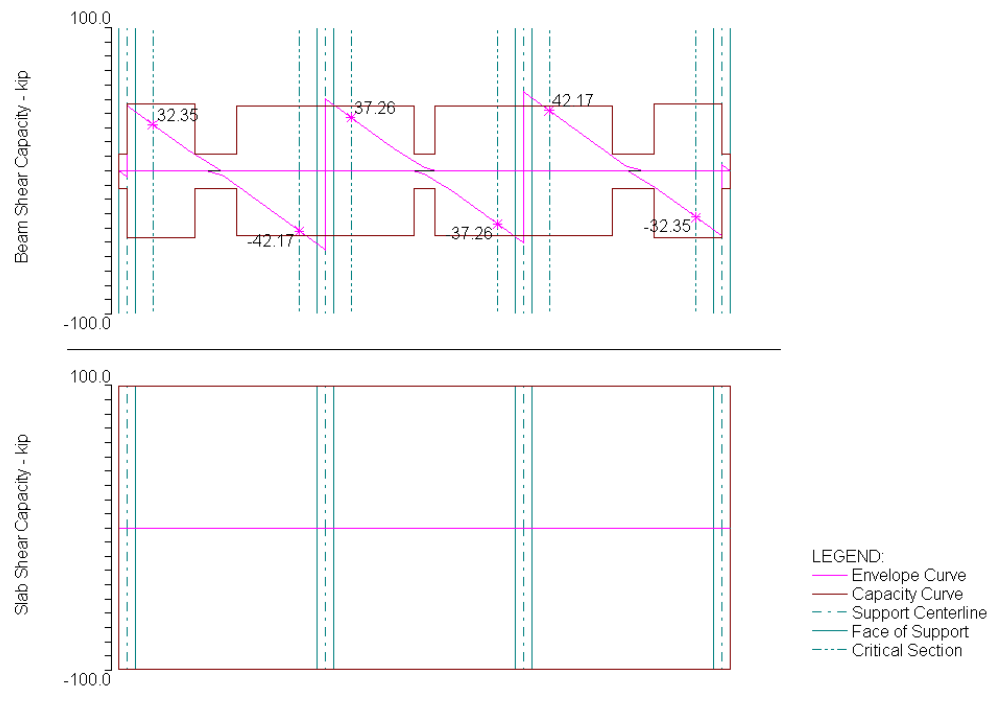 100.0
Beam Shear Capacity - kip
32.35
37.26
42.17
-42.17
-37.26
-32.35
-100.0
100.0
Slab Shear Capacity - kip
-100.0
LEGEND:
Envelope Curve
Capacity Curve
Support Centerline
Face of Support
Critical Section